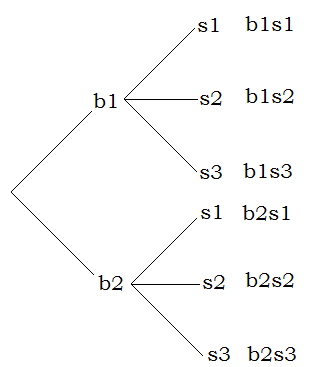 s1 b1s1
b1
s2 b1s2
s3 b1s3
s1 b2s1
b2
s2 b2s2
s3 b2s3